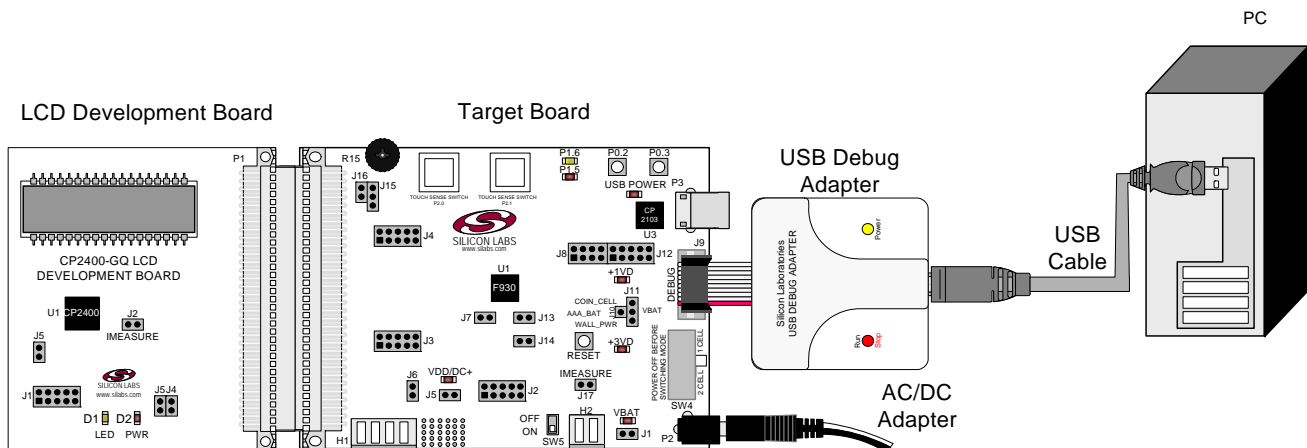 PC
LCD Development Board
Target Board
P1
R15
J16
J15
TOUCH SENSE SWITCH
P2.0
TOUCH SENSE SWITCH
P2.1
P1.6
P1.5
P0.2
P0.3
USB POWER
P3
CP
2103
U3
J4
SILICON LABS
www.silabs.com
J8
J12
J9
DEBUG
+1VD
U1
F930
J11
COIN_CELL
AAA_BAT
WALL_PWR
J10
VBAT
J7
J13
J3
J14
RESET
+3VD
POWER OFF BEFORE
SWITCHING MODE
2 CELL
1 CELL
SW4
J6
VDD/DC+
J5
J2
IMEASURE
J17
H1
OFF
ON
SW5
H2
VBAT
J1
P2
CP2400-GQ LCD
DEVELOPMENT BOARD
U1
CP2400
J2
IMEASURE
J5
J1
SILICON LABS
www.silabs.com
D1
D2
LED
PWR
J5
J4
USB Debug
Adapter
Power
Silicon Laboratories
USB DEBUG ADAPTER
Run
Stop
USB
Cable
AC/DC
Adapter